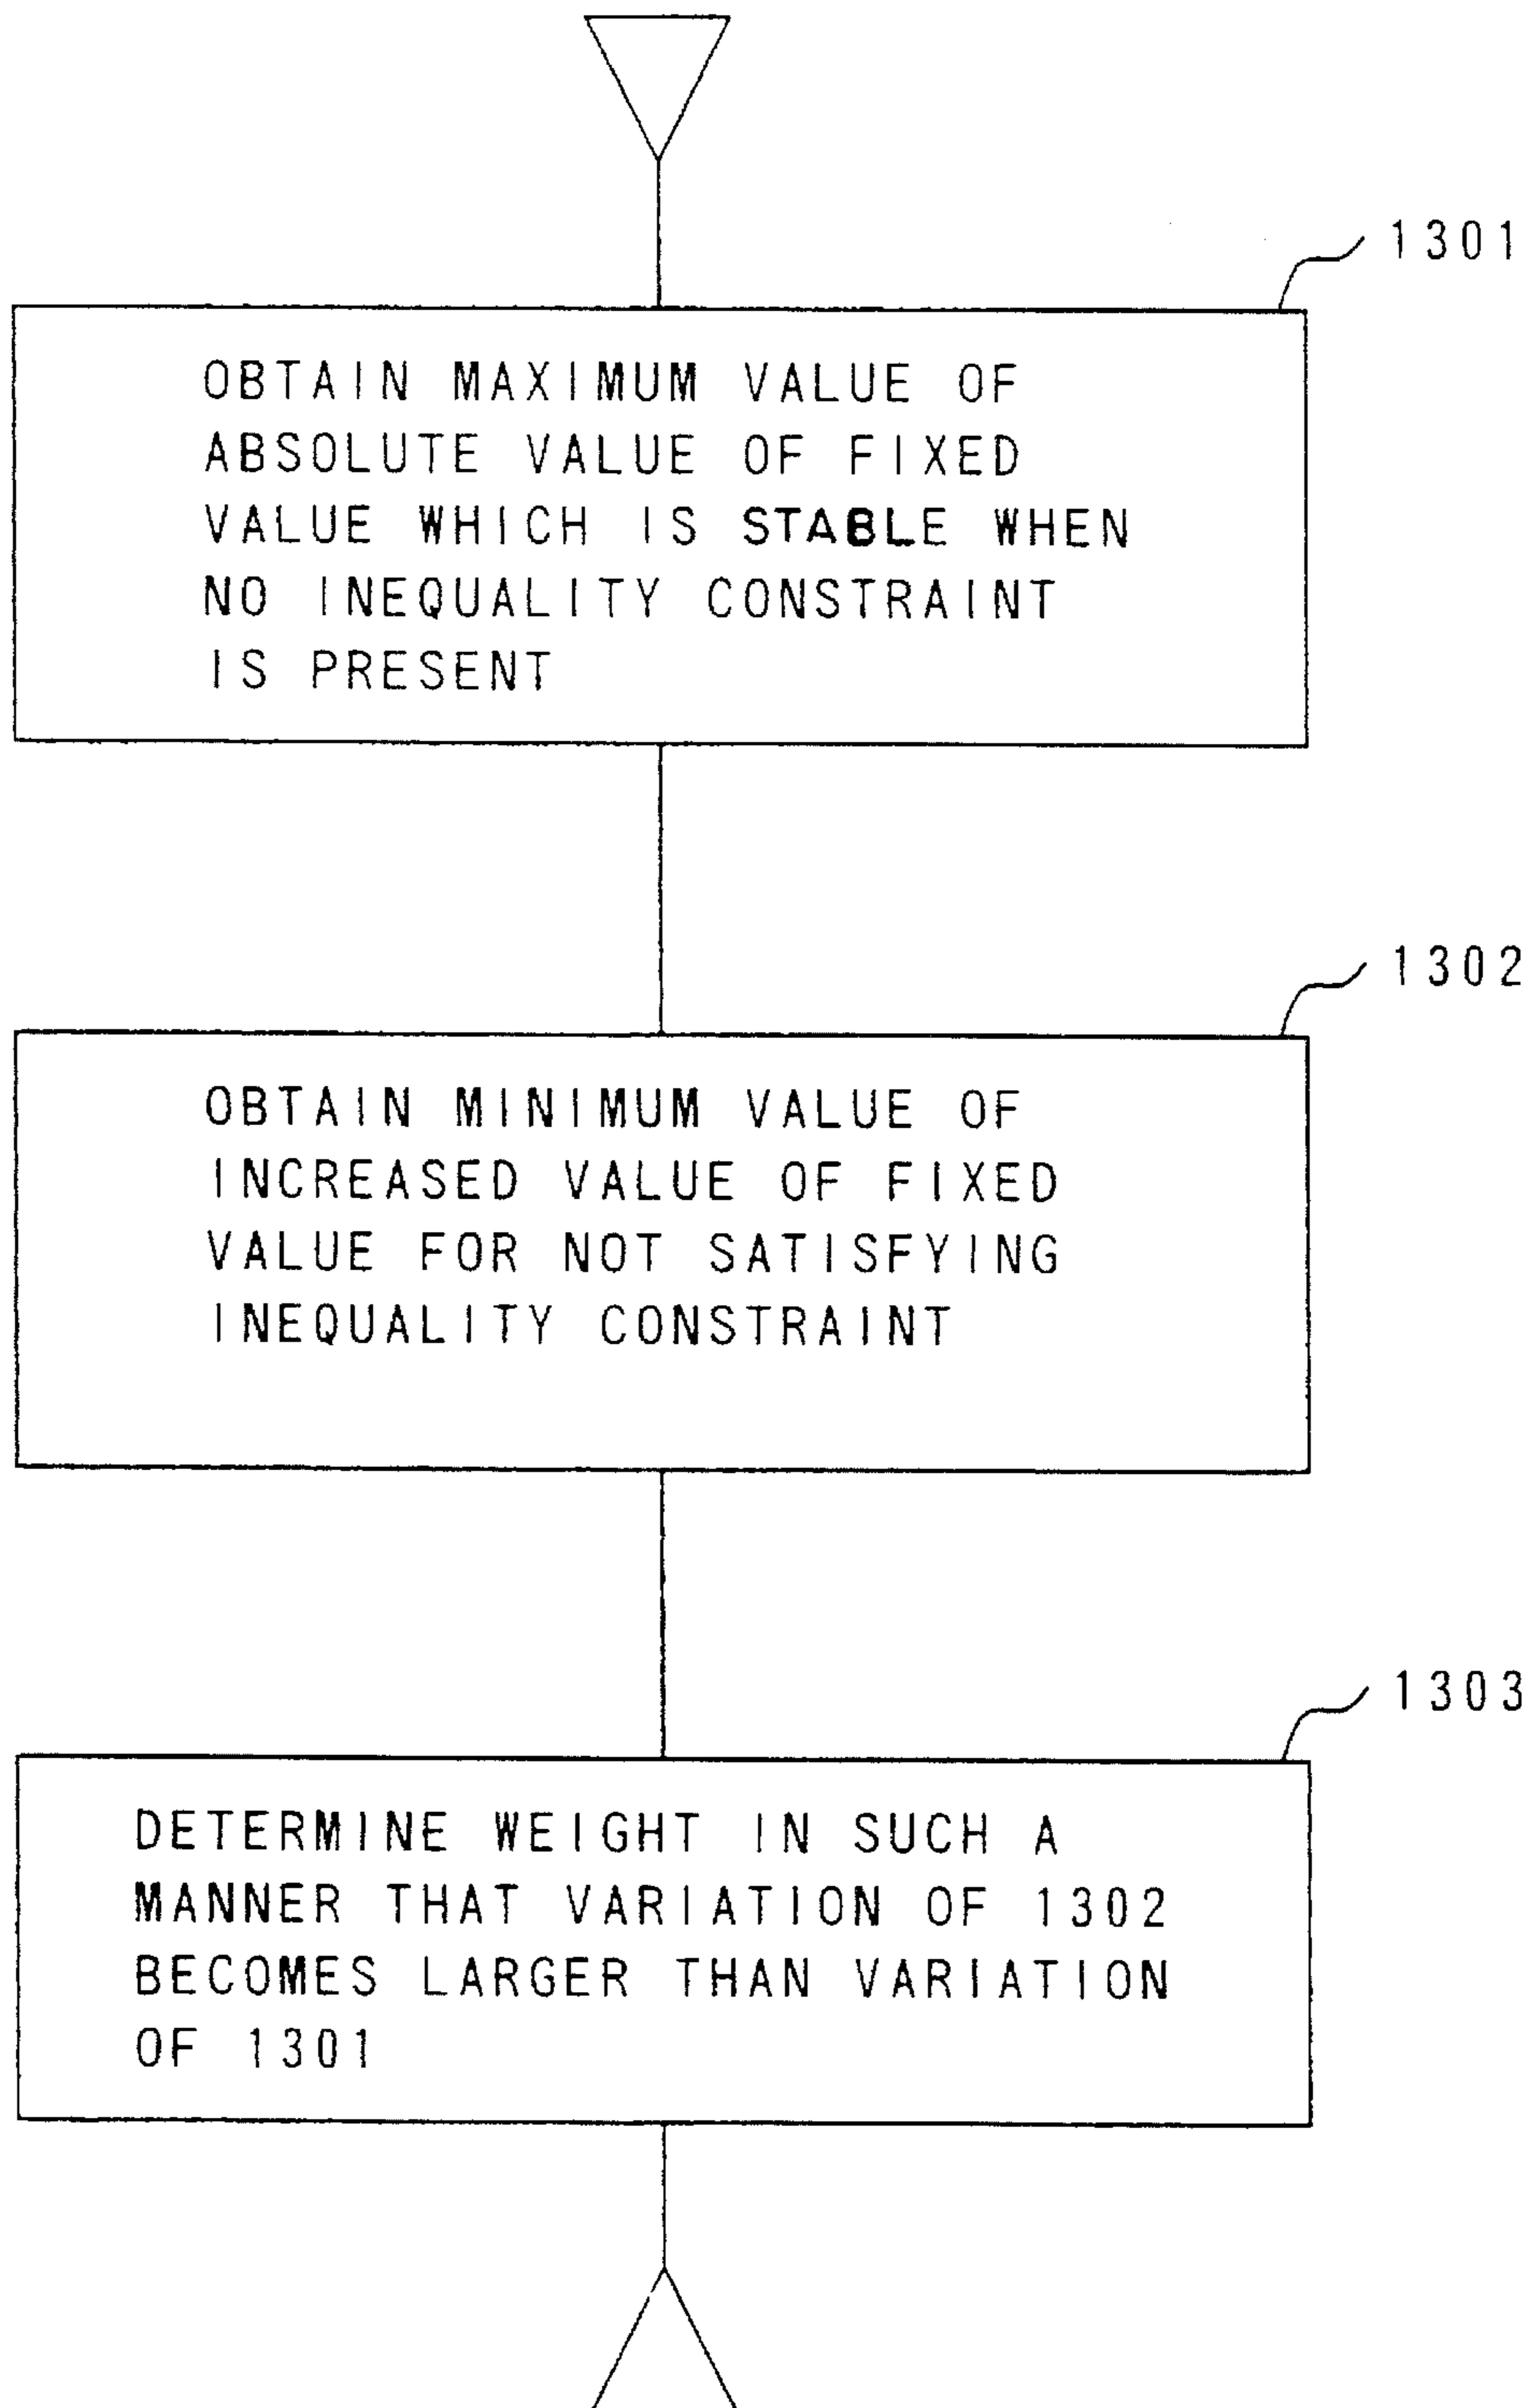 1301
OBTAIN MAXIMUM VALUE OF
ABSOLUTE VALUE OF FIXED
VALUE WHICH IS STABLE WHEN
NO INEQUALITY CONSTRAINT
IS PRESENT
1302
OBTAIN MINIMUM VALUE OF
INCREASED VALUE OF FIXED
VALUE FOR NOT SATISFYING
INEQUALITY CONSTRAINT
1303
DETERMINE WEIGHT IN SUCH A
MANNER THAT VARIATION OF 1302
BECOMES LARGER THAN VARIATION
OF 1301